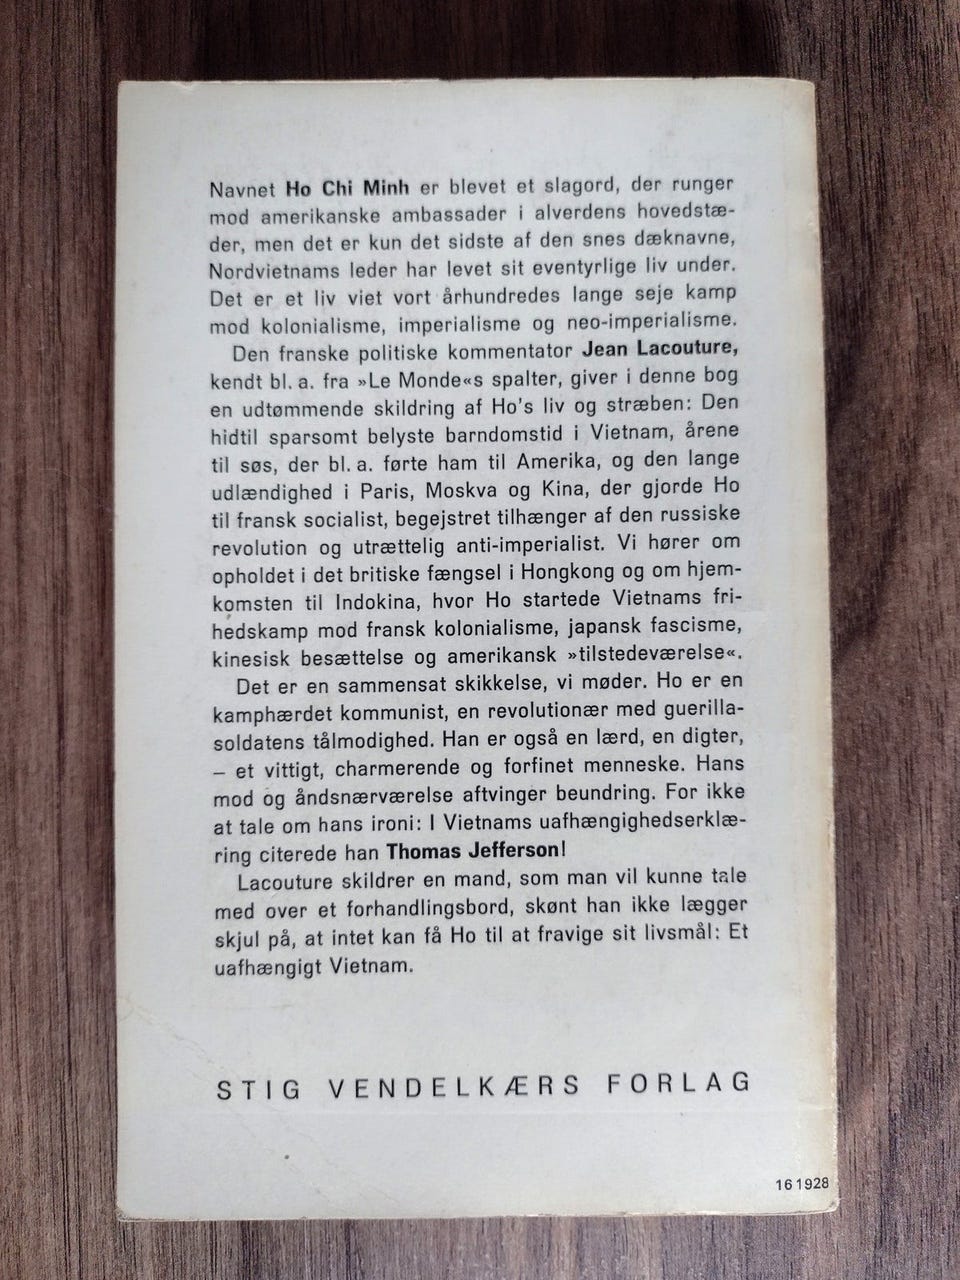 Navnet Ho Chi Minh er blevet et slagord, der runger
mod amerikanske ambassader i alverdens hovedstæ-
der, men det er kun det sidste af den snes dæknavne,
Nordvietnams leder har levet sit eventyrlige liv under.
Det er et liv viet vort århundredes lange seje kamp
mod kolonialisme, imperialisme og neo-imperialisme.
Den franske politiske kommentator Jean Lacouture,
kendt bl. a. fra »Le Monde«s spalter, giver i denne bog
en udtømmende skildring af Ho's liv og stræben: Den
hidtil sparsomt belyste barndomstid i Vietnam, årene
til søs, der bl. a. førte ham til Amerika, og den lange
udlændighed i Paris, Moskva og Kina, der gjorde Ho
til fransk socialist, begejstret tilhænger af den russiske
revolution og utrættelig anti-imperialist. Vi hører om
opholdet i det britiske fængsel i Hongkong og om hjem-
komsten til Indokina, hvor Ho startede Vietnams fri-
hedskamp mod fransk kolonialisme, japansk fascisme,
kinesisk besættelse og amerikansk »tilstedeværelse«.
Det er en sammensat skikkelse, vi møder. Ho er en
kamphærdet kommunist, en revolutionær med guerilla-
soldatens tålmodighed. Han er også en lærd, en digter,
– et vittigt, charmerende og forfinet menneske. Hans
mod og åndsnærværelse aftvinger beundring. For ikke
at tale om hans ironi: I Vietnams uafhængighedserklæ-
ring citerede han Thomas Jefferson!
Lacouture skildrer en mand, som man vil kunne tale
med over et forhandlingsbord, skønt han ikke lægger
skjul på, at intet kan få Ho til at fravige sit livsmål: Et
uafhængigt Vietnam.
STIG VENDELKÆRS FORLAG
161928